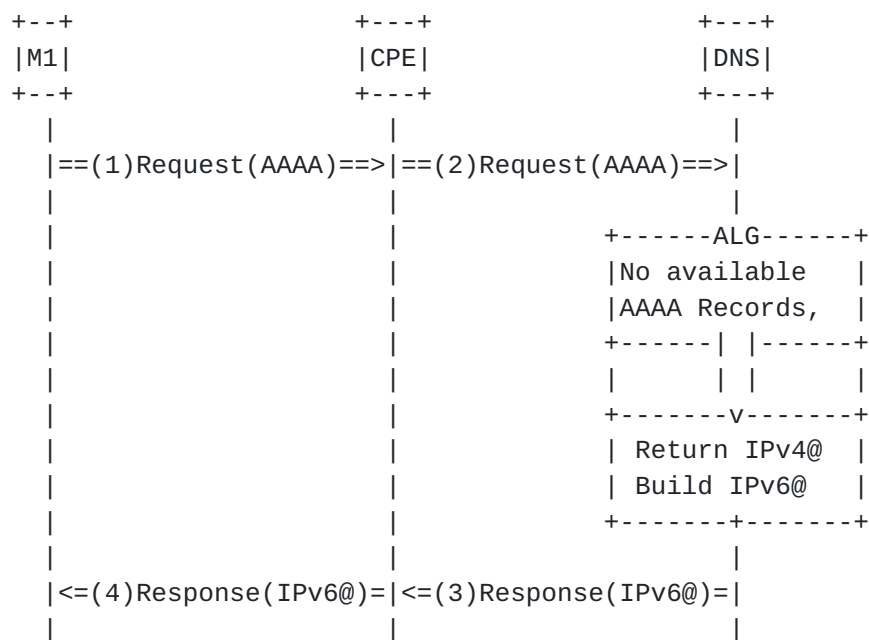 +--+                   +---+                  +---+
|M1|                   |CPE|                  |DNS|
+--+                   +---+                  +---+
  |                      |                      |
  |==(1)Request(AAAA)==>|==(2)Request(AAAA)==>|
  |                      |                      |
  |                      |              +------ALG------+
  |                      |              |No available   |
  |                      |              |AAAA Records,  |
  |                      |              +------| |------+
  |                      |              |      | |      |
  |                      |              +-------v-------+
  |                      |              | Return IPv4@  |
  |                      |              | Build IPv6@   |
  |                      |              +-------+-------+
  |                      |                      |
  |<=(4)Response(IPv6@)=|<=(3)Response(IPv6@)=|
  |                      |                      |